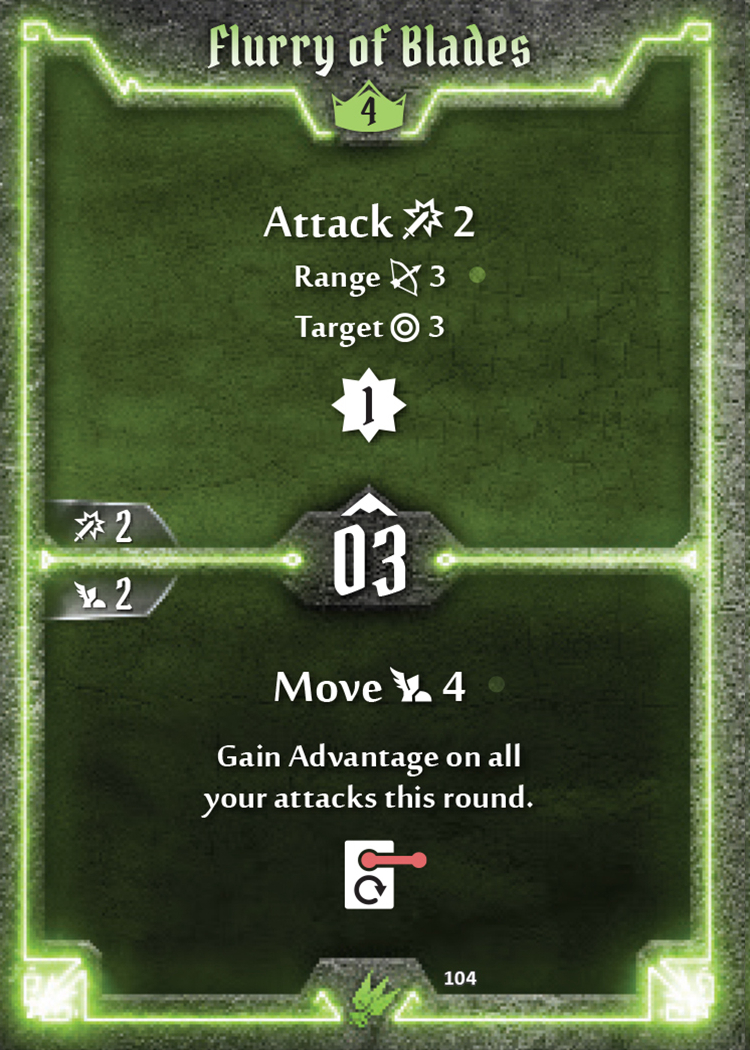 Flurry of Blades
4
Attack 2
Range 3
Target 3
1
2
03
2
Move 4
Gain Advantage on all
your attacks this round.
104